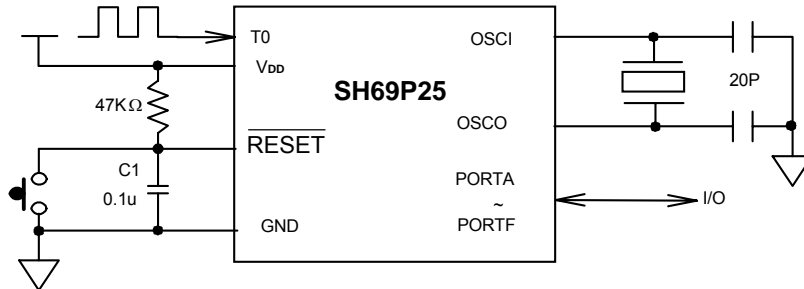 T0
VDD
47KΩ
RESET
C1
0.1u
GND
SH69P25
OSCI
OSCO
PORTA
~
PORTF
20P
I/O